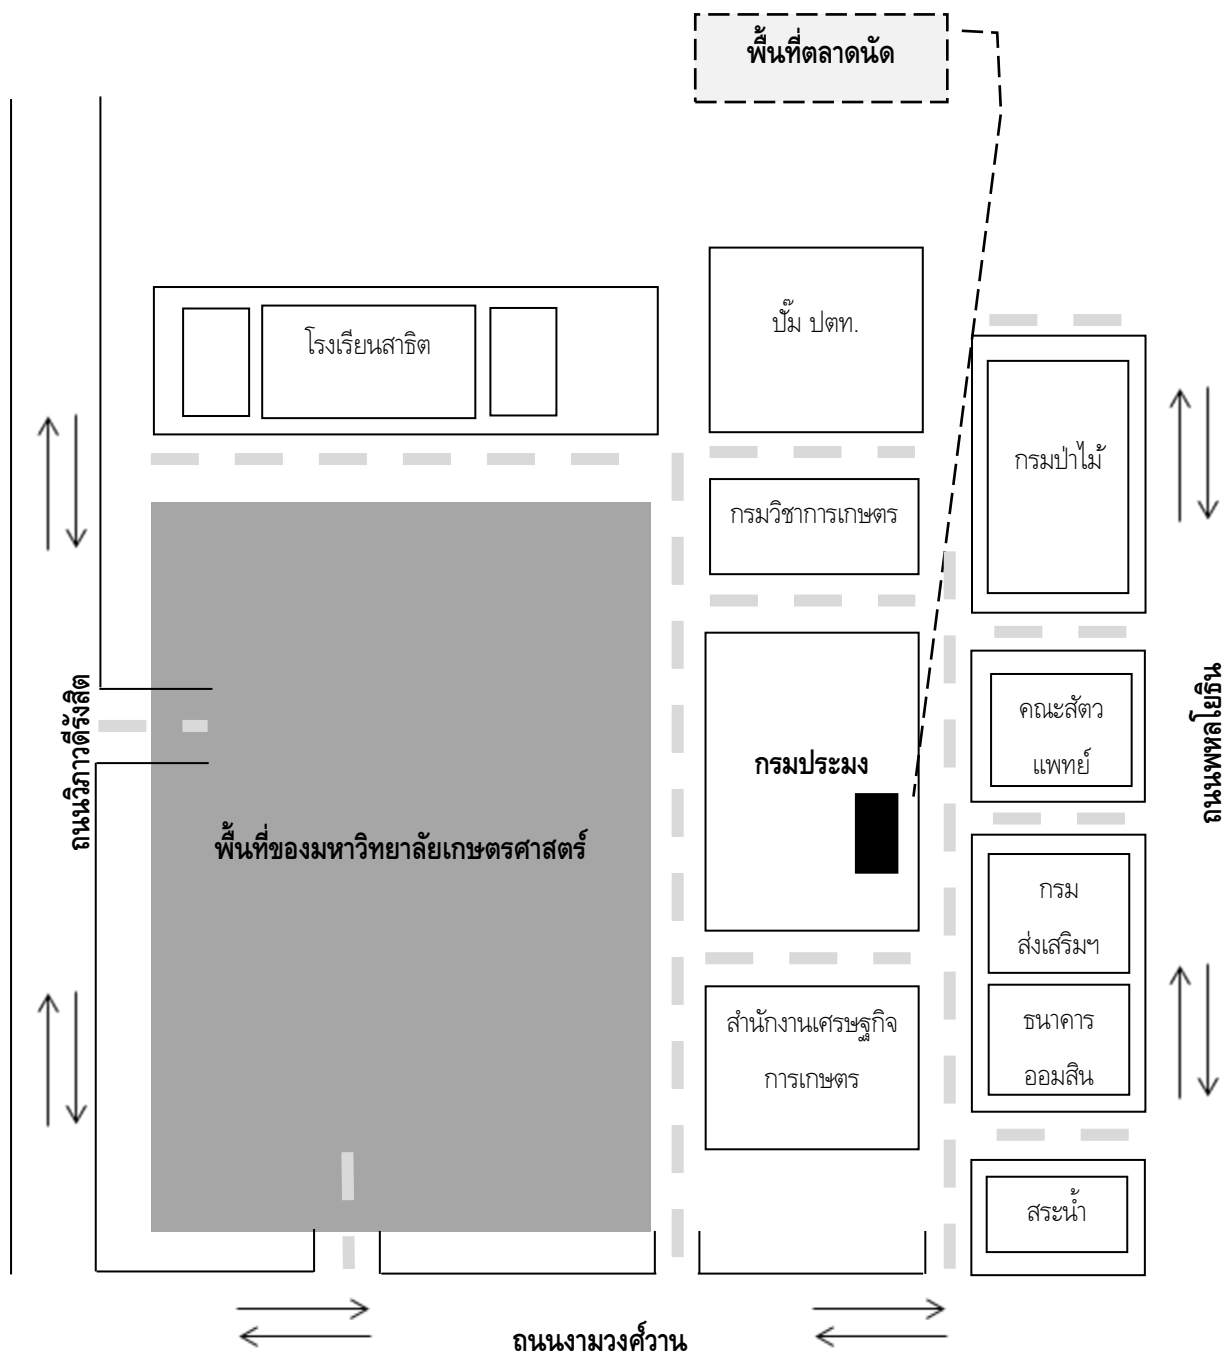 พื้นที่ตลาดนัด
โรงเรียนสาธิต
ปั๊ม ปตท.
กรมป่าไม้
กรมวิชาการเกษตร
ถนนวิภาวดีรังสิต
พื้นที่ของมหาวิทยาลัยเกษตรศาสตร์
กรมประมง
คณะสัตว
แพทย์
ถนนพหลโยธิน
กรม
ส่งเสริมฯ
สำนักงานเศรษฐกิจ
การเกษตร
ธนาคาร
ออมสิน
สระน้ำ
ถนนงามวงศ์วาน